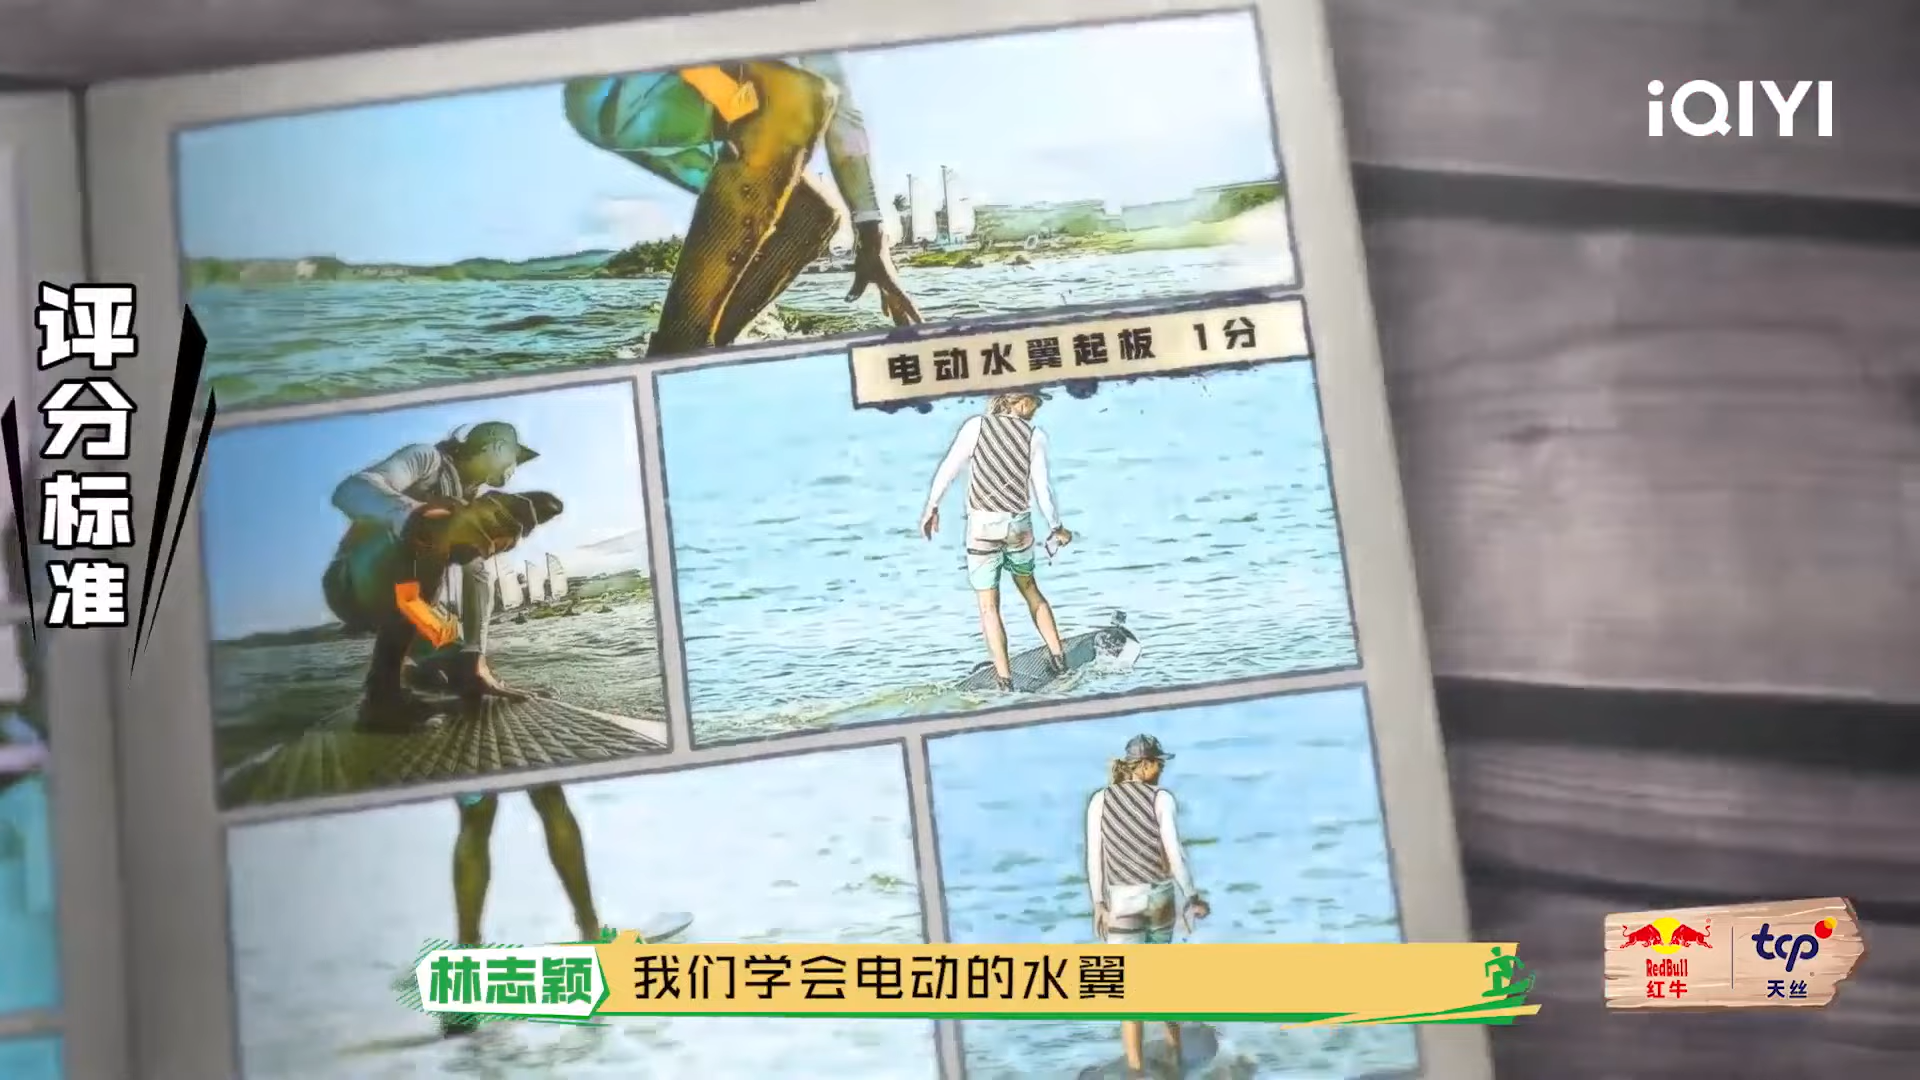 iQIYI
评分标准
电动水翼起板 1分
林志颖 我们学会电动的水翼
RedBull
红牛
tcp
天丝